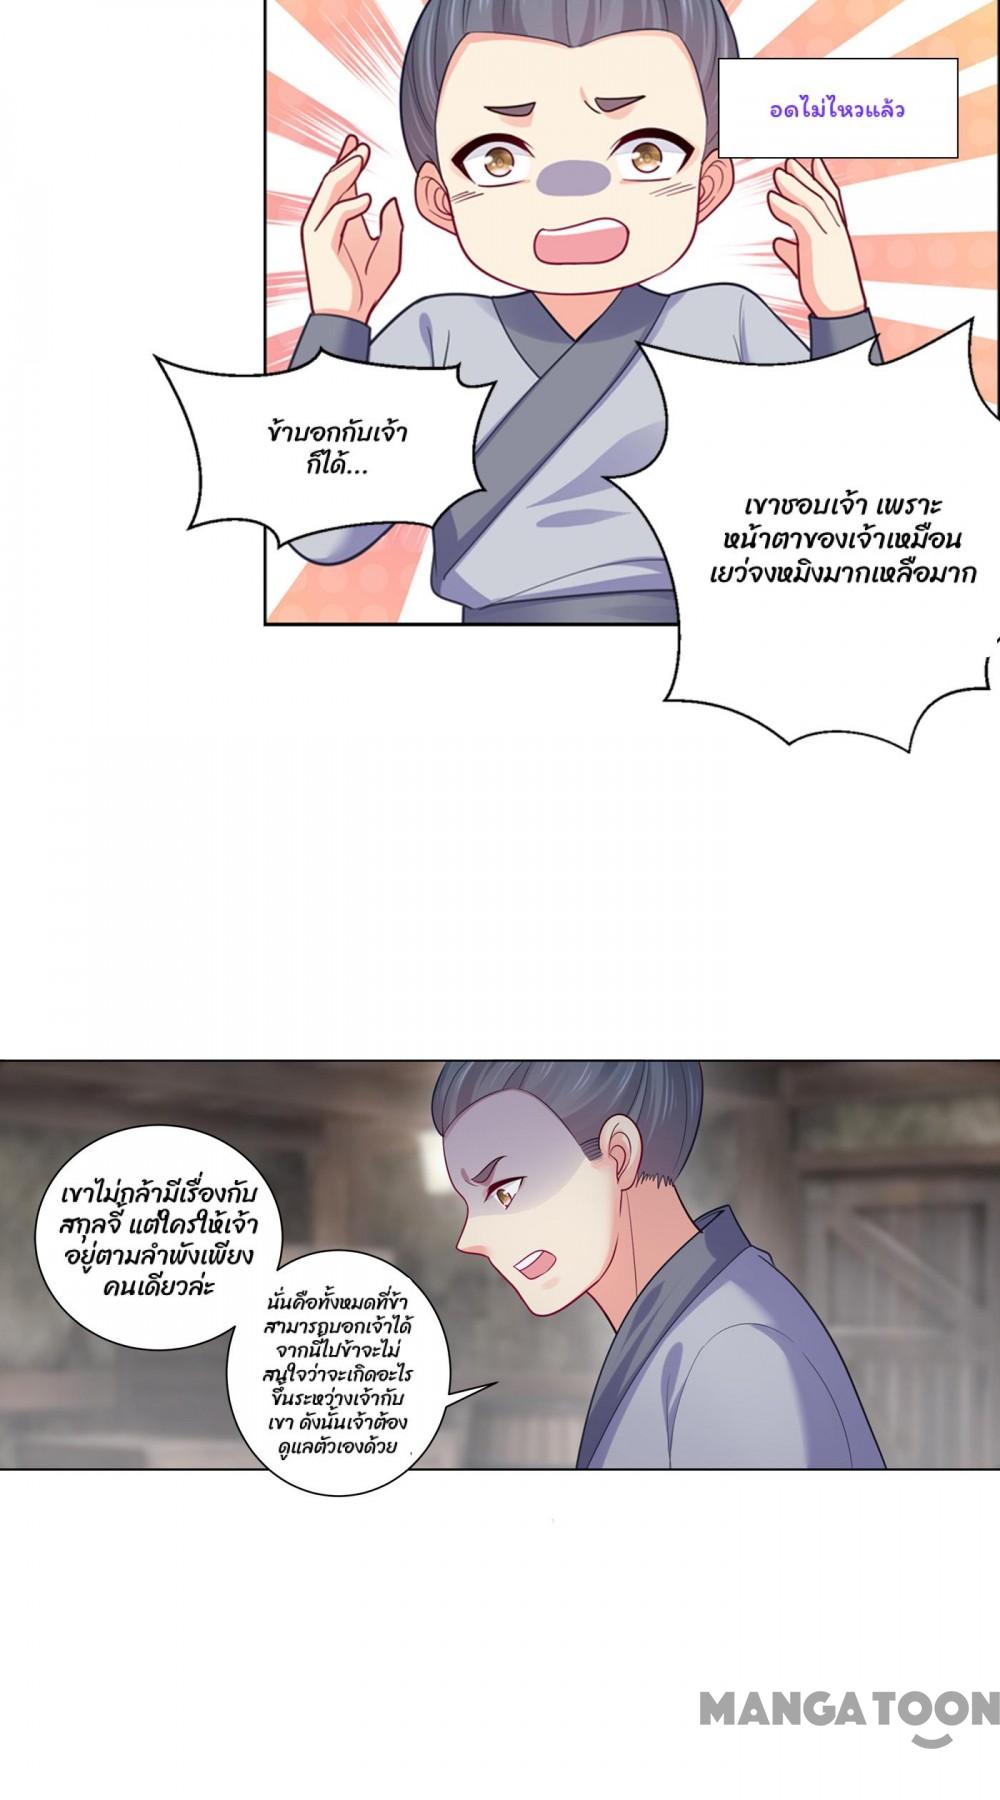 อดไม่ไหวแล้ว
ข้าบอกกับเจ้า
ก็ได้...
เขาชอบเจ้า เพราะ
หน้าตาของเจ้าเหมือน
เยว่จงหมิงมากเหลือมาก
เขาไม่กล้ามีเรื่องกับ
สกุลจี้ แต่ใครให้เจ้า
อยู่ตามลำพังเพียง
คนเดียวล่ะ
นั่นคือทั้งหมดที่ข้า
สามารถบอกเจ้าได้
จากนี้ไปข้าจะไม่
สนใจว่าจะเกิดอะไร
ขึ้นระหว่างเจ้ากับ
เขา ดังนั้นเจ้าต้อง
ดูแลตัวเองด้วย
MANGATOON